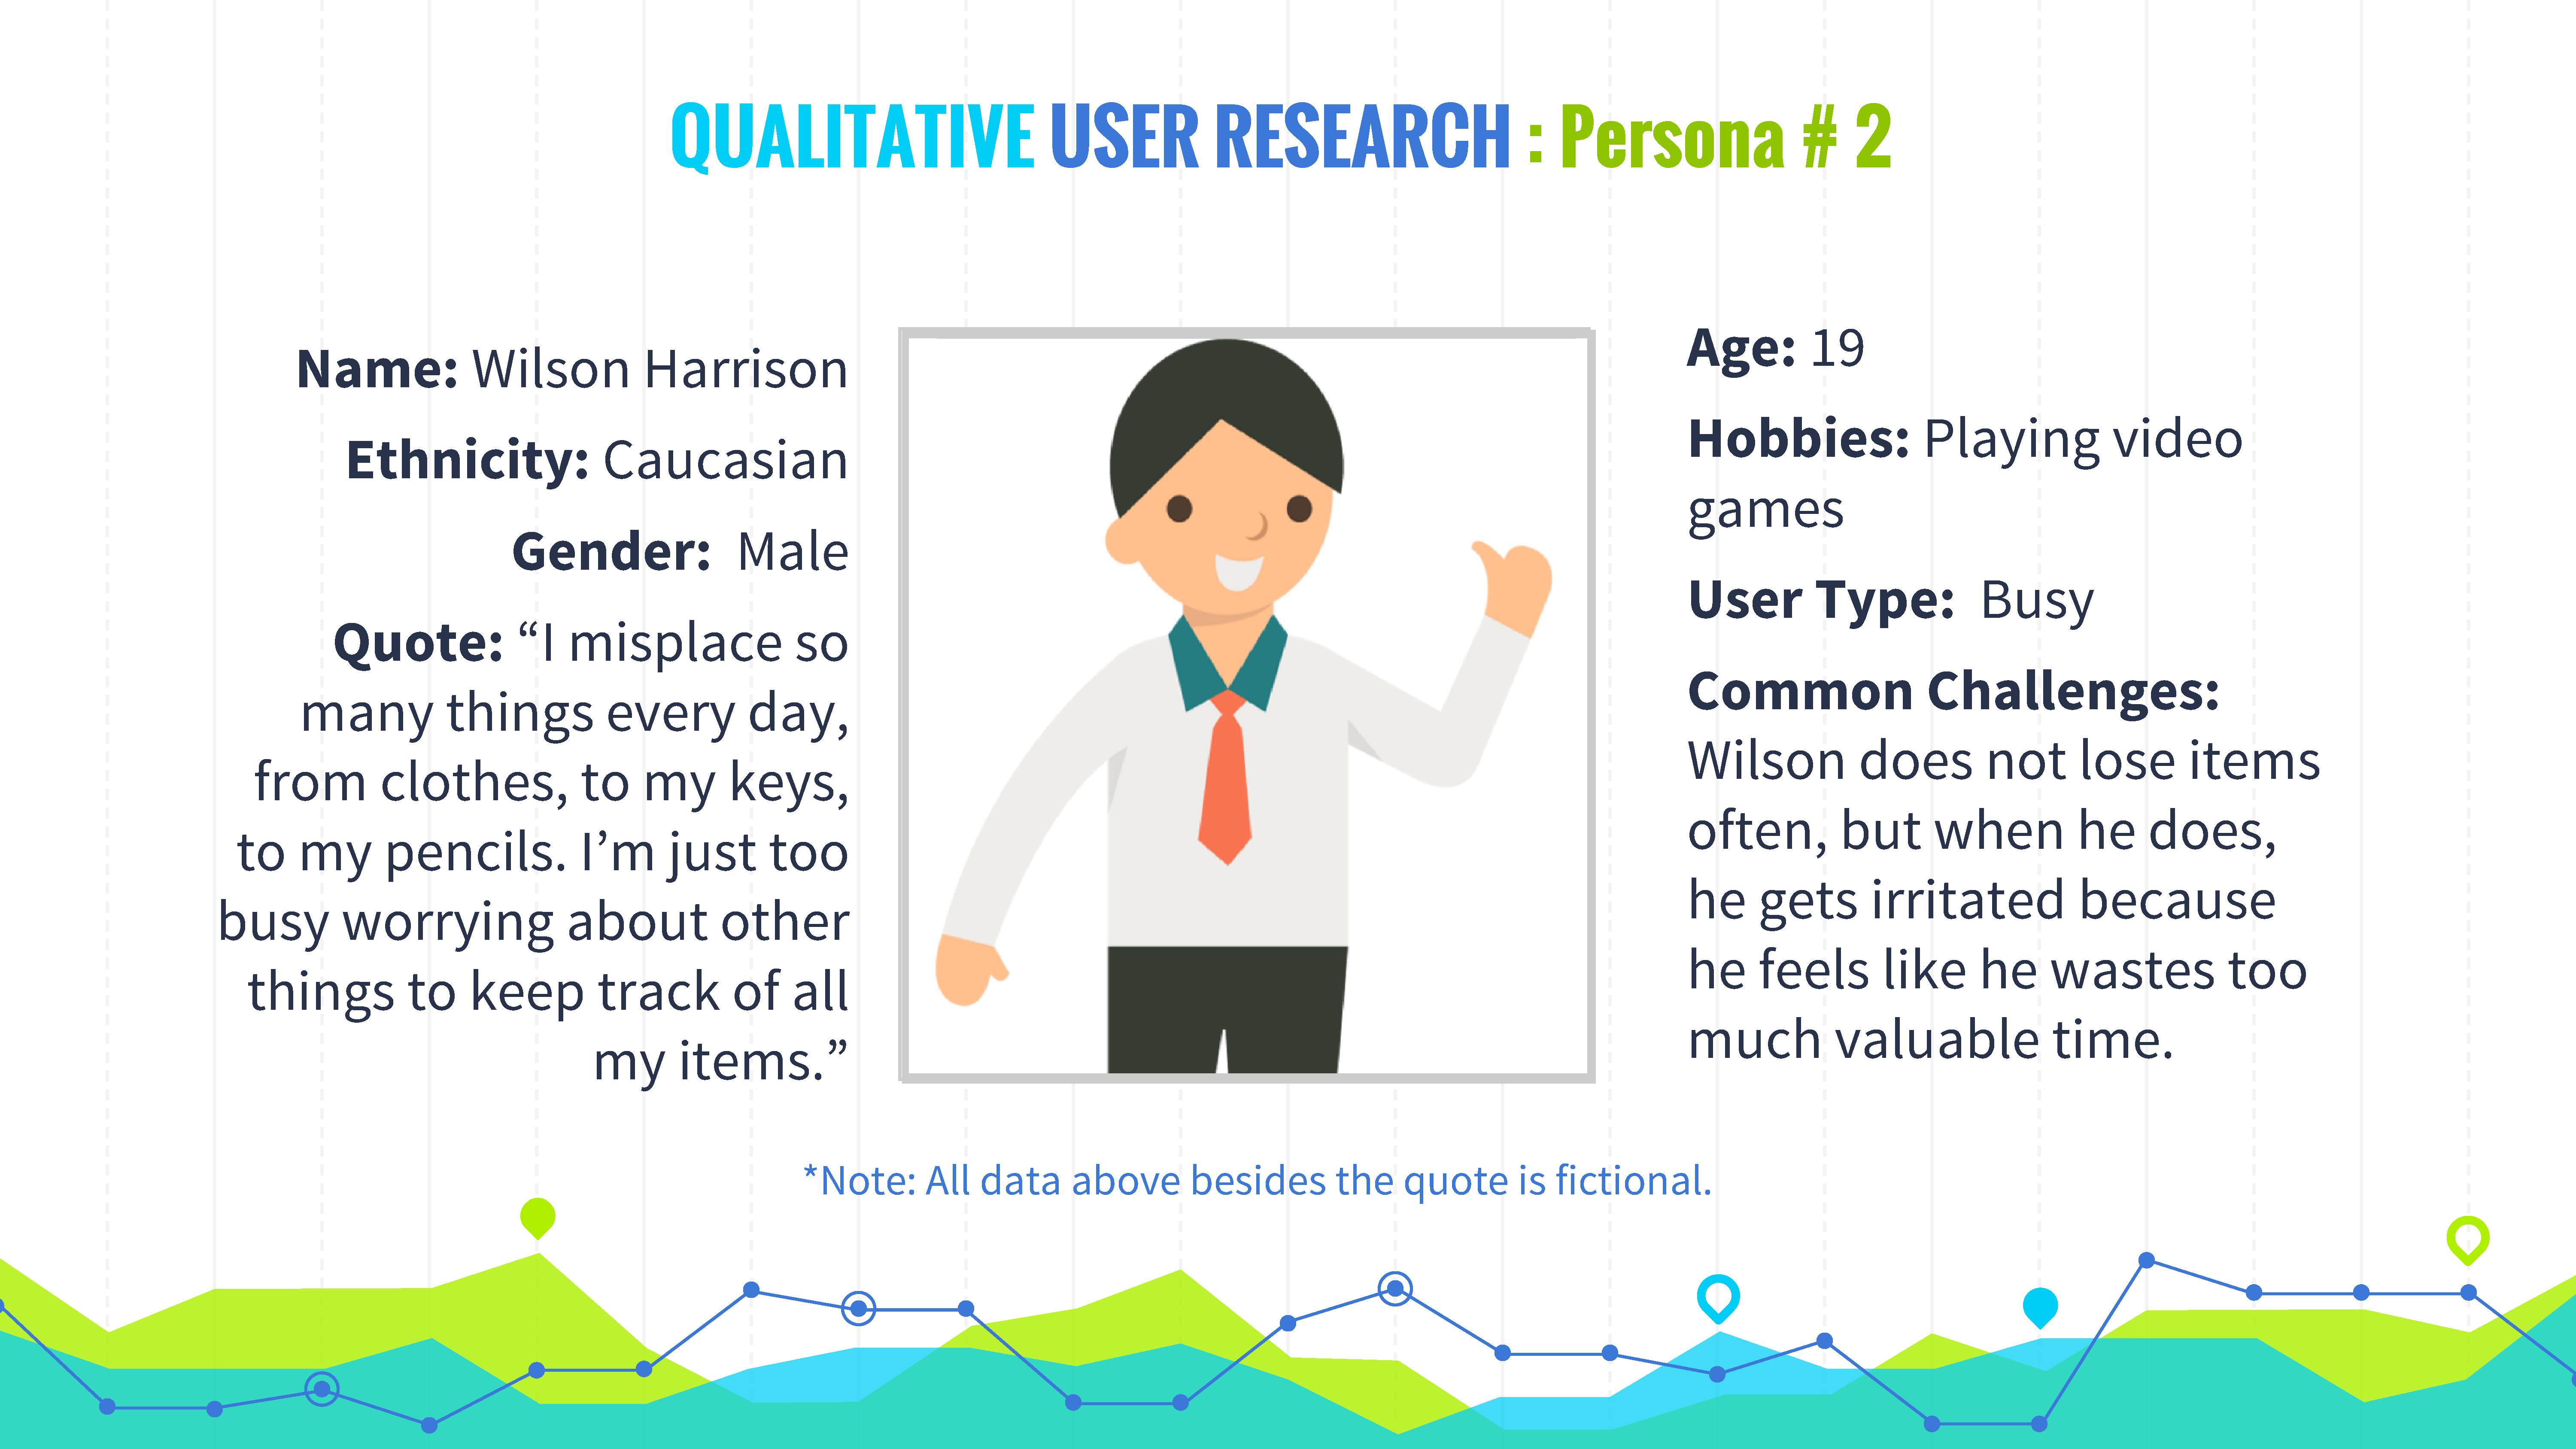 QUALITATIVE USER RESEARCH : Persona # 2
Name: Wilson Harrison
Ethnicity: Caucasian
Gender:  Male
Quote: “I misplace so
many things every day,
from clothes, to my keys,
to my pencils. I’m just too
busy worrying about other
things to keep track of all
my items.”
Age: 19
Hobbies: Playing video
games
User Type:  Busy
Common Challenges:
Wilson does not lose items
often, but when he does,
he gets irritated because
he feels like he wastes too
much valuable time.
*Note: All data above besides the quote is fictional.